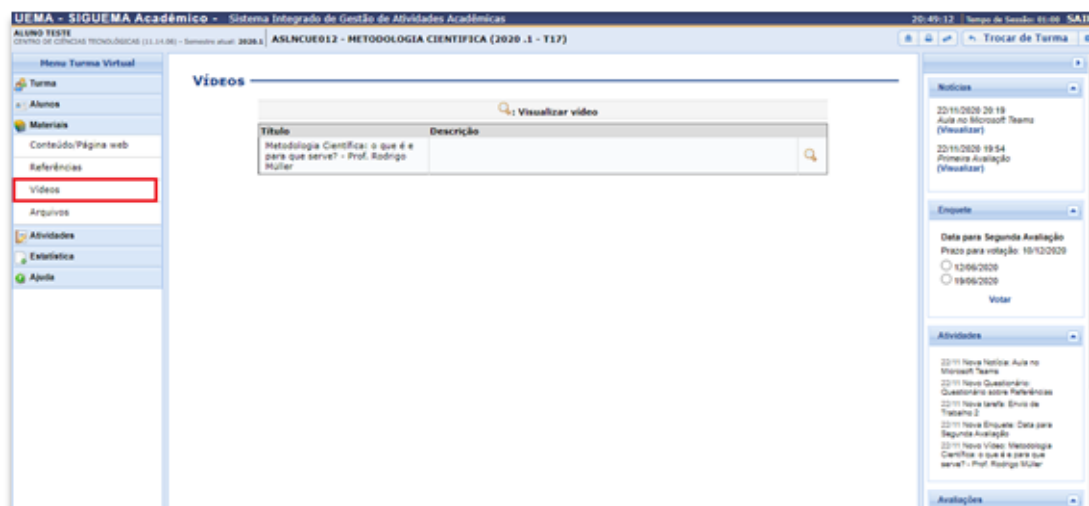 UEMA - SIGUEMA Acadêmico - Sistema Integrado de Gestão de Atividades Acadêmicas
20:49:12 Tempo de Sessão: 01:00 SAI
ALUNO TESTE
CENTRO DE CIÊNCIAS TECNOLÓGICAS (11.14.08) - Semestre atual: 2020.1
ASLNCUE012 - METODOLOGIA CIENTIFICA (2020 .1 - T17)
Trocar de Turma
Menu Turma Virtual
Turma
Alunos
Materiais
Conteúdo/Página web
Referências
Vídeos
Arquivos
Atividades
Estatística
Ajuda
VÍDEOS
: Visualizar vídeo
Título Descrição
Metodologia Científica: o que é e
para que serve? - Prof. Rodrigo
Müller
Notícias
22/11/2020 20:19
Aula no Microsoft Teams
(Visualizar)
22/11/2020 19:54
Primeira Avaliação
(Visualizar)
Enquete
Data para Segunda Avaliação
Prazo para votação: 10/12/2020
12/06/2020
19/06/2020
Votar
Atividades
22/11 Nova Notícia: Aula no
Microsoft Teams
22/11 Novo Questionário:
Questionário sobre Referências
22/11 Nova tarefa: Envio de
Trabalho 2
22/11 Nova Enquete: Data para
Segunda Avaliação
22/11 Novo Vídeo: Metodologia
Científica: o que é e para que
serve? - Prof. Rodrigo Müller
Avaliações